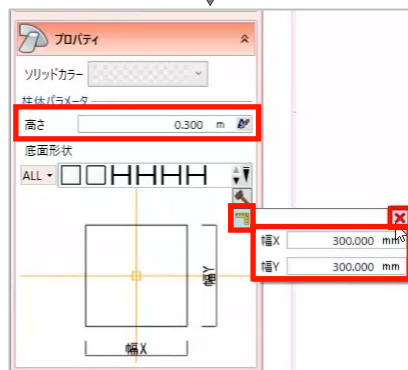 プロパティ
ソリッドカラー
柱体パラメータ
高さ 0.300 m
底面形状
ALL
幅X 300.000 mm
幅Y 300.000 mm
幅Y
幅X